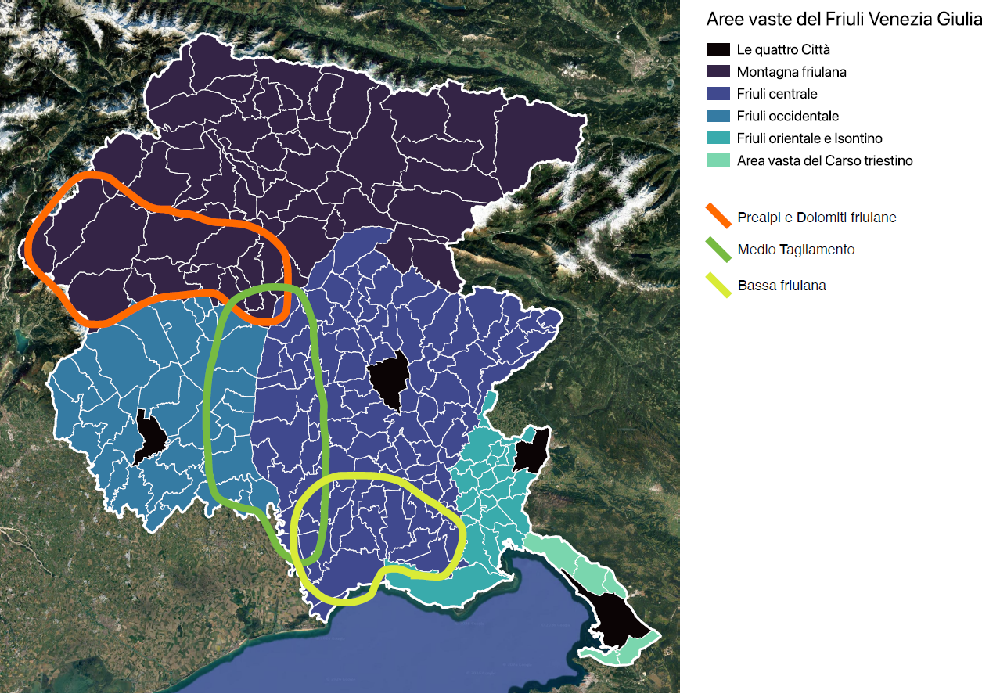 Aree vaste del Friuli Venezia Giulia
Le quattro Città
Montagna friulana
Friuli centrale
Friuli occidentale
Friuli orientale e Isontino
Area vasta del Carso triestino
Prealpi e Dolomiti friulane
Medio Tagliamento
Bassa friulana